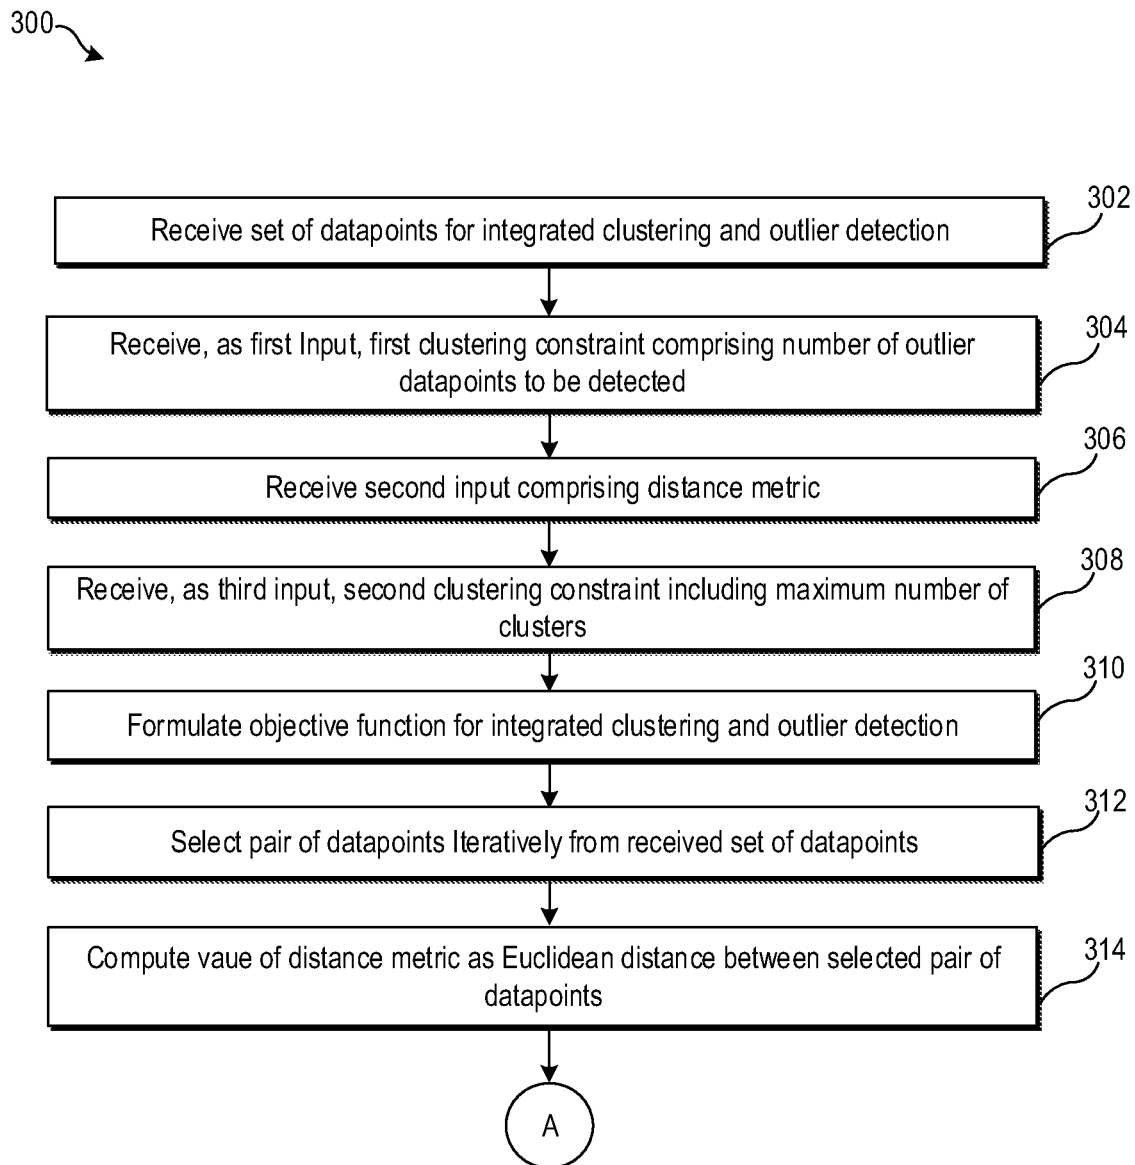 300
302
Receive set of datapoints for integrated clustering and outlier detection
304
Receive, as first Input, first clustering constraint comprising number of outlier
datapoints to be detected
306
Receive second input comprising distance metric
308
Receive, as third input, second clustering constraint including maximum number of
clusters
310
Formulate objective function for integrated clustering and outlier detection
312
Select pair of datapoints Iteratively from received set of datapoints
314
Compute vaue of distance metric as Euclidean distance between selected pair of
datapoints
A